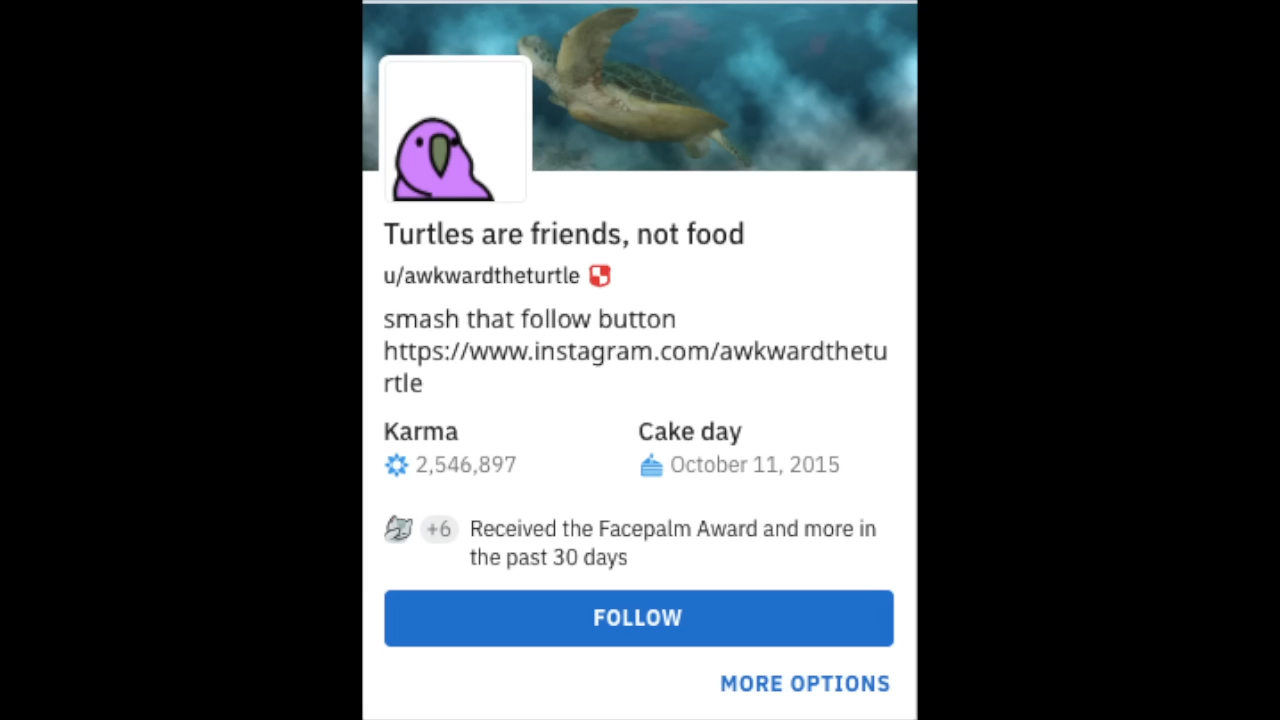 Turtles are friends, not food
u/awkwardtheturtle
smash that follow button
https://www.instagram.com/awkwardthetu
rtle
Karma
Cake day
2,546,897
October 11, 2015
+6
Received the Facepalm Award and more in
the past 30 days
FOLLOW
MORE OPTIONS